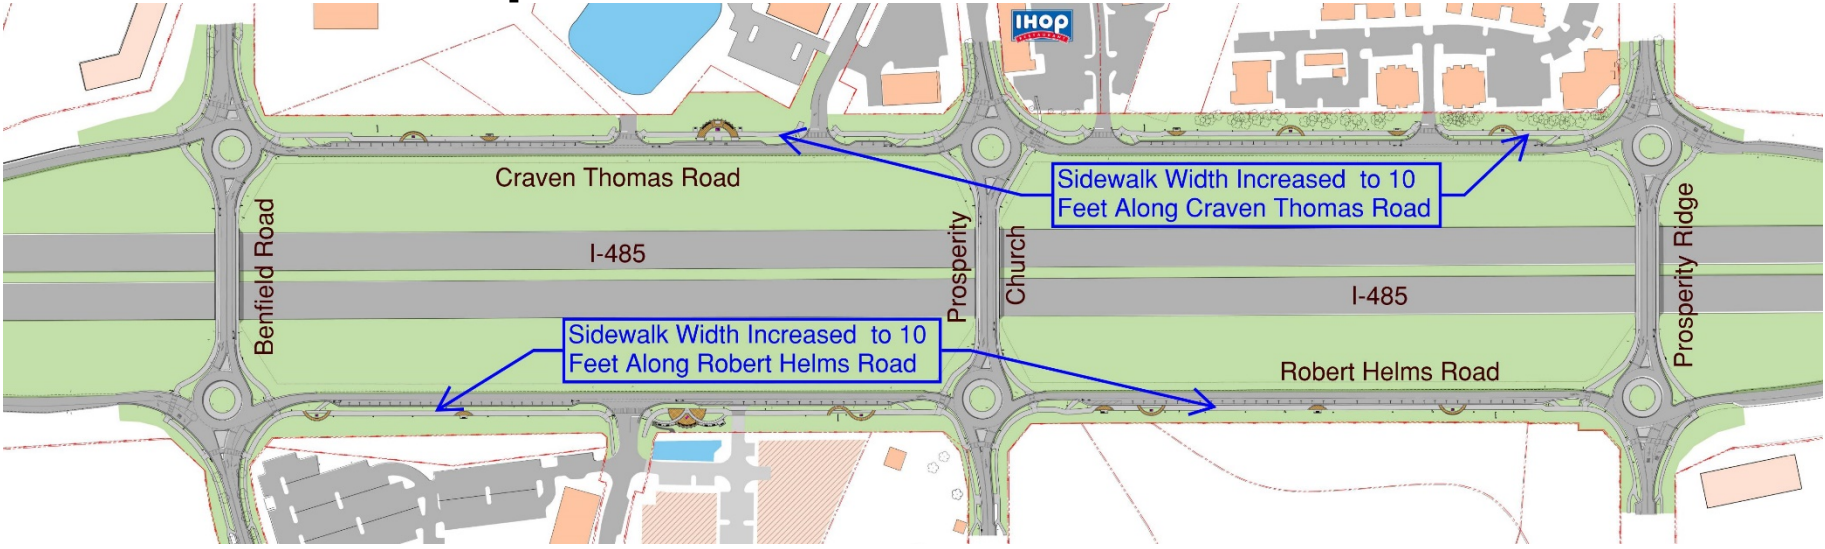 IHOP
RESTAURANT
Craven Thomas Road
Sidewalk Width Increased to 10
Feet Along Craven Thomas Road
Benfield Road
I-485
Prosperity
Church
I-485
Prosperity Ridge
Sidewalk Width Increased to 10
Feet Along Robert Helms Road
Robert Helms Road